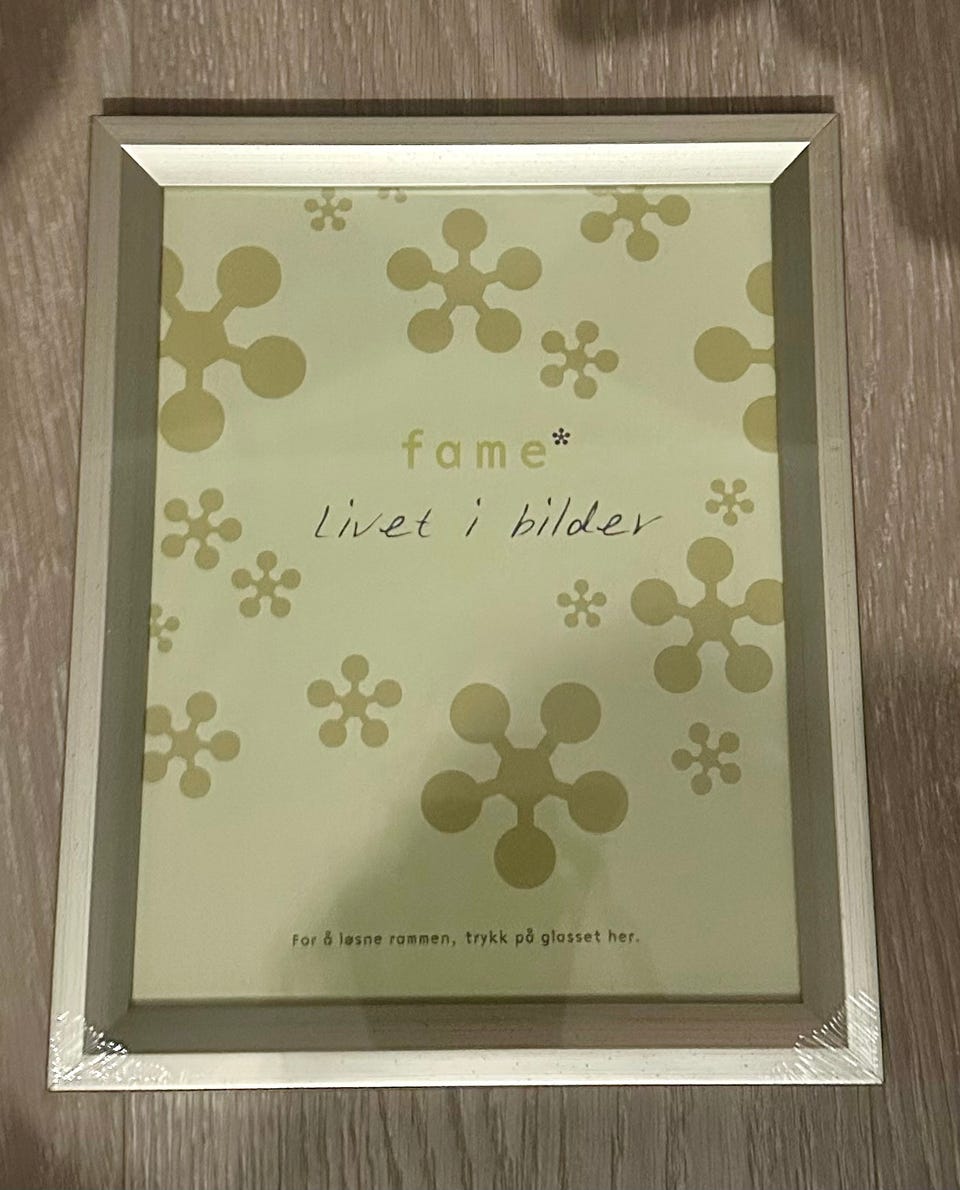 fame*
Livet i bilder
For å løsne rammen, trykk på glasset her.